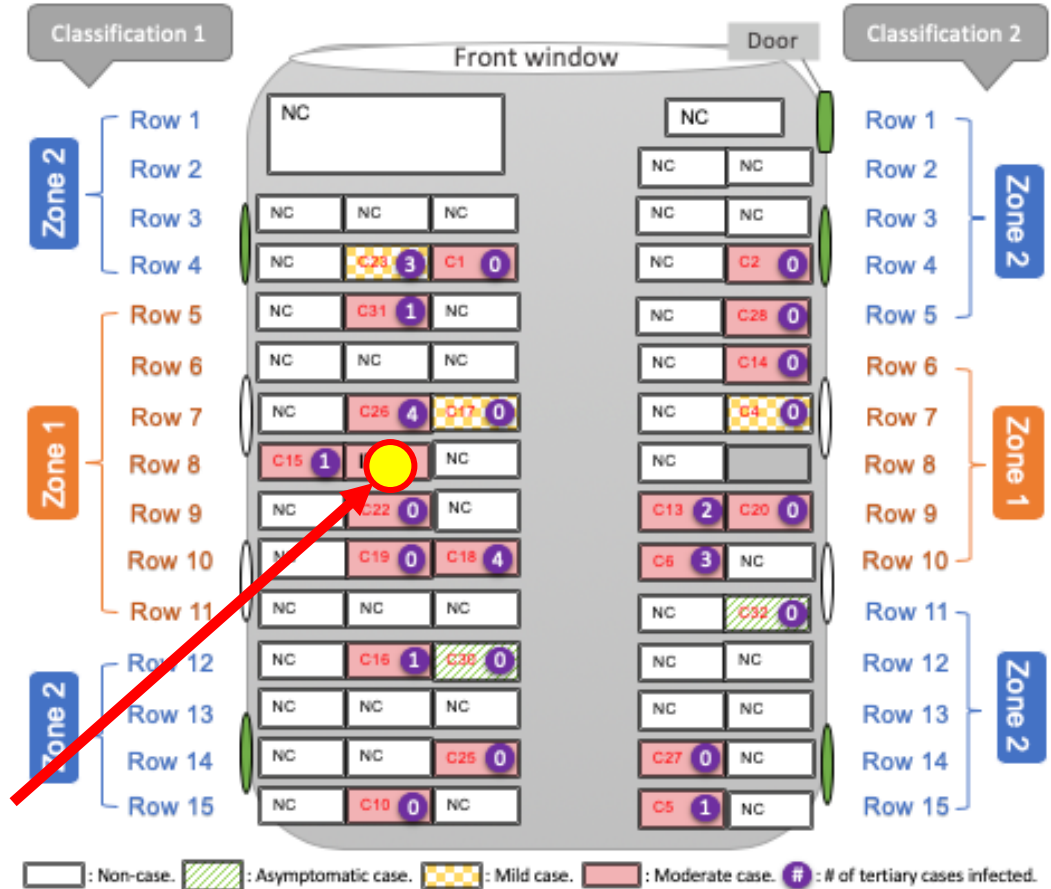 Classification 1
Door
Classification 2
Front window
Row 1 NC NC Row 1
Row 2 NC NC Row 2
Row 3 NC NC NC NC NC Row 3
Row 4 NC C23 3 C1 0 NC C2 0 Row 4
Row 5 NC C31 1 NC NC C28 0 Row 5
Row 6 NC NC NC NC C14 0 Row 6
Row 7 NC C26 4 C17 0 NC C4 0 Row 7
Row 8 C15 1 NC NC Row 8
Row 9 NC C22 0 NC C13 2 C20 0 Row 9
Row 10 NC C19 0 C18 4 C6 3 NC Row 10
Row 11 NC NC NC NC C32 0 Row 11
Row 12 NC C16 1 C30 0 NC NC Row 12
Row 13 NC NC NC NC NC Row 13
Row 14 NC NC C25 0 C27 0 NC Row 14
Row 15 NC C10 0 NC C5 1 NC Row 15
Zone 2
Zone 1
Zone 2
Zone 2
Zone 1
Zone 2
: Non-case. : Asymptomatic case. : Mild case. : Moderate case. # : # of tertiary cases infected.